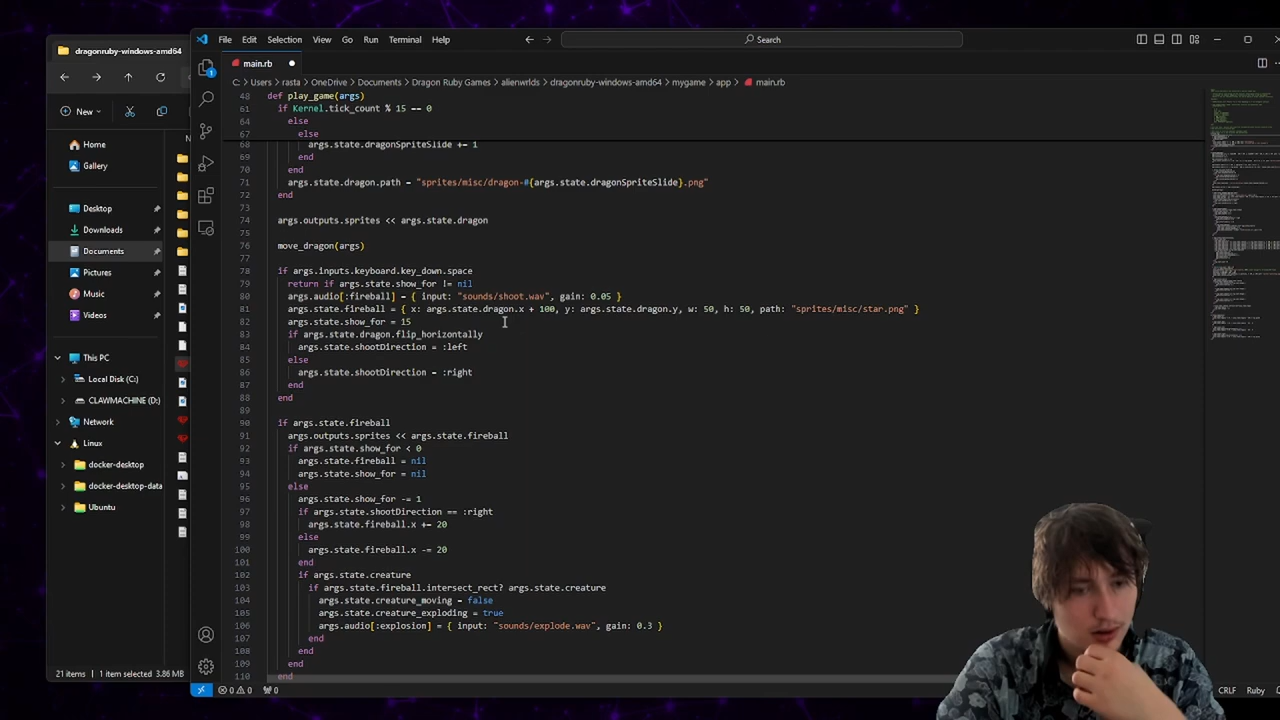 dragonruby-windows-amd64
File Edit Selection View Go Run Terminal Help
Search
main.rb
C: > Users > rasta > OneDrive > Documents > Dragon Ruby Games > alienwrlds > dragonruby-windows-amd64 > mygame > app > main.rb
New
Home
Gallery
Desktop
Downloads
Documents
Pictures
Music
Videos
This PC
Local Disk (C:)
CLAWMACHINE (D:)
Network
Linux
docker-desktop
docker-desktop-data
Ubuntu
21 items
1 item selected 3.86 MB
1
48 def play_game(args)
61 if Kernel.tick_count % 15 == 0
64 else
67 else
68 args.state.dragonSpriteSlide += 1
69 end
70 end
71 args.state.dragon.path = "sprites/misc/dragon-#{args.state.dragonSpriteSlide}.png"
72 end
73
74 args.outputs.sprites << args.state.dragon
75
76 move_dragon(args)
77
78 if args.inputs.keyboard.key_down.space
79 return if args.state.show_for != nil
80 args.audio[:fireball] = { input: "sounds/shoot.wav", gain: 0.05 }
81 args.state.fireball = { x: args.state.dragon.x + 100, y: args.state.dragon.y, w: 50, h: 50, path: "sprites/misc/star.png" }
82 args.state.show_for = 15
83 if args.state.dragon.flip_horizontally
84 args.state.shootDirection = :left
85 else
86 args.state.shootDirection = :right
87 end
88 end
89
90 if args.state.fireball
91 args.outputs.sprites << args.state.fireball
92 if args.state.show_for < 0
93 args.state.fireball = nil
94 args.state.show_for = nil
95 else
96 args.state.show_for -= 1
97 if args.state.shootDirection == :right
98 args.state.fireball.x += 20
99 else
100 args.state.fireball.x -= 20
101 end
102 if args.state.creature
103 if args.state.fireball.intersect_rect? args.state.creature
104 args.state.creature_moving = false
105 args.state.creature_exploding = true
106 args.audio[:explosion] = { input: "sounds/explode.wav", gain: 0.3 }
107 end
108 end
109 end
110 end
0 0 0
CRLF Ruby